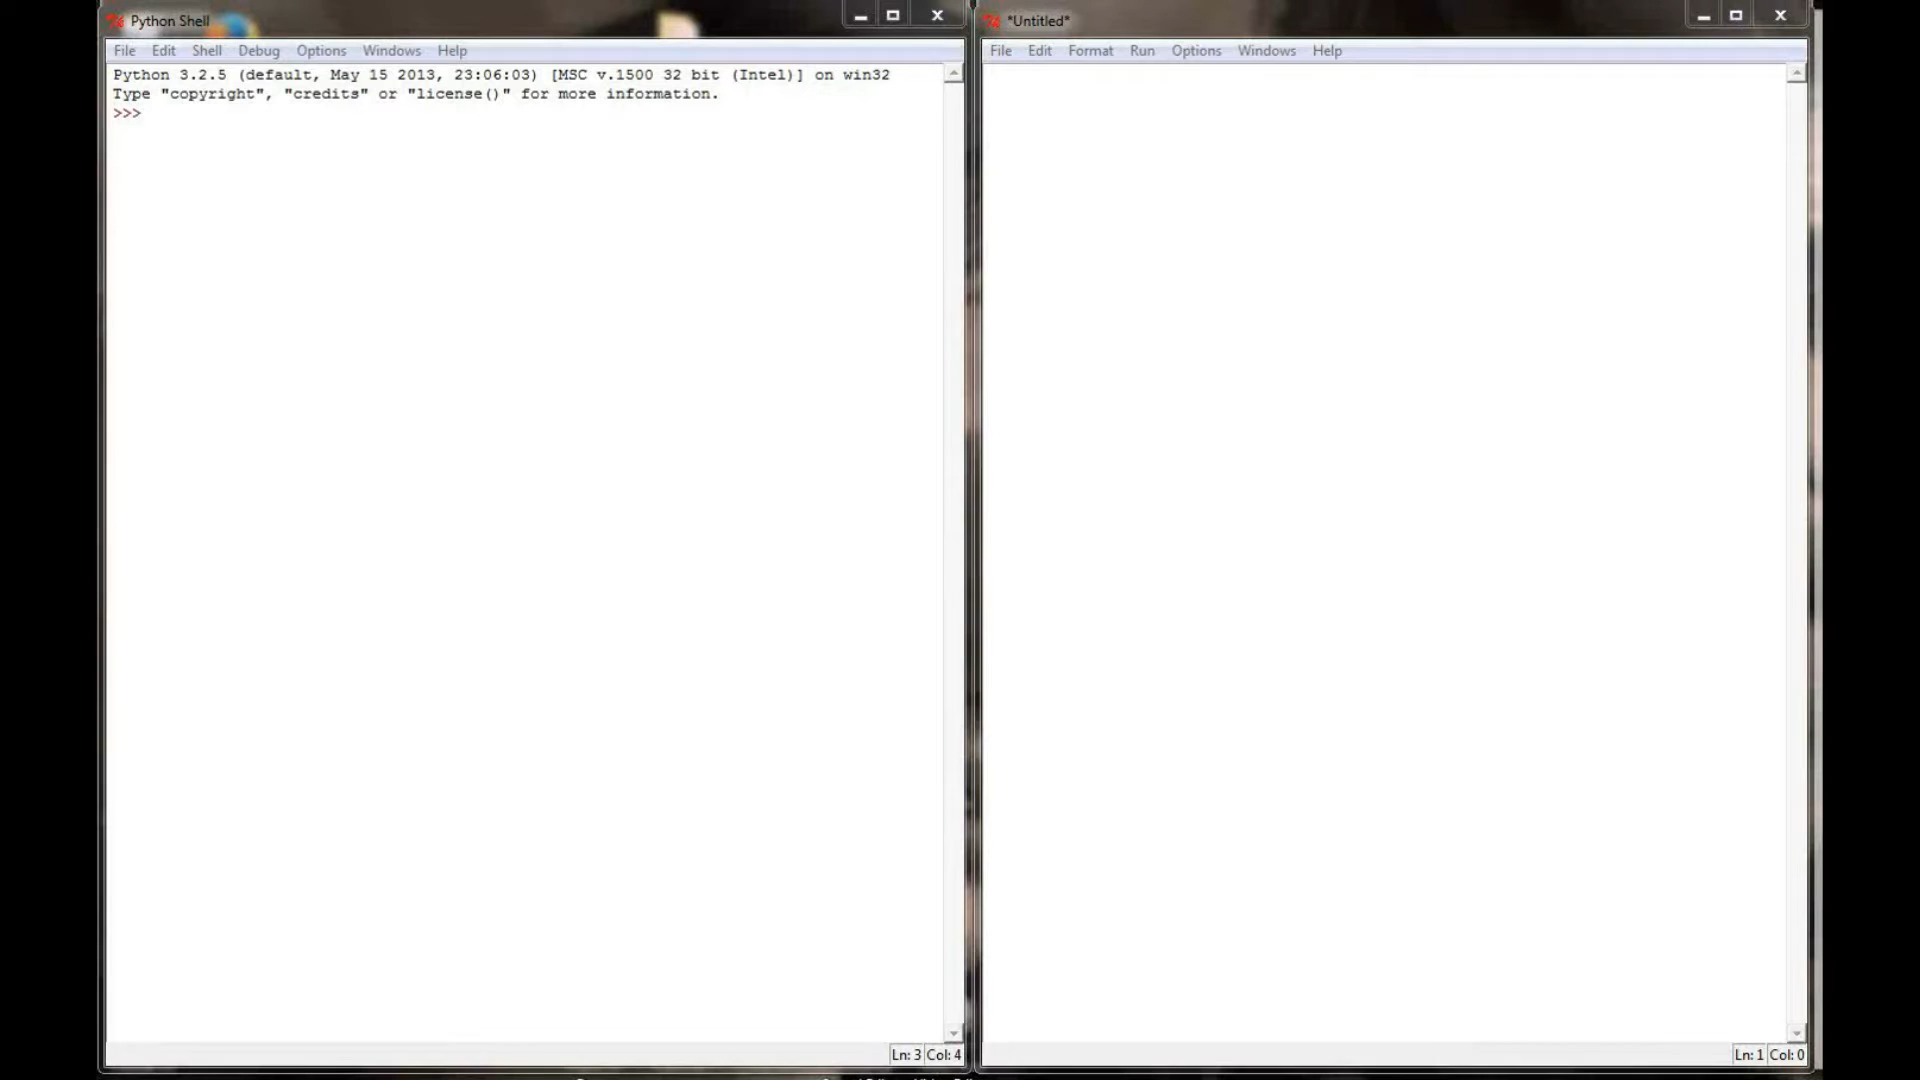 Python Shell
File Edit Shell Debug Options Windows Help
Python 3.2.5 (default, May 15 2013, 23:06:03) [MSC v.1500 32 bit (Intel)] on win32
Type "copyright", "credits" or "license()" for more information.
>>>
Ln: 3 Col: 4
*Untitled*
File Edit Format Run Options Windows Help
Ln: 1 Col: 0